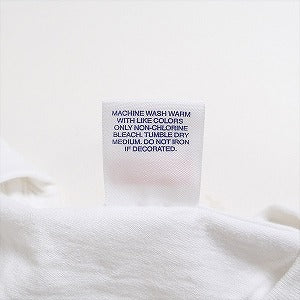 MACHINE WASH WARM
WITH LIKE COLORS
ONLY NON-CHLORINE
BLEACH. TUMBLE DRY
MEDIUM. DO NOT IRON
IF DECORATED.